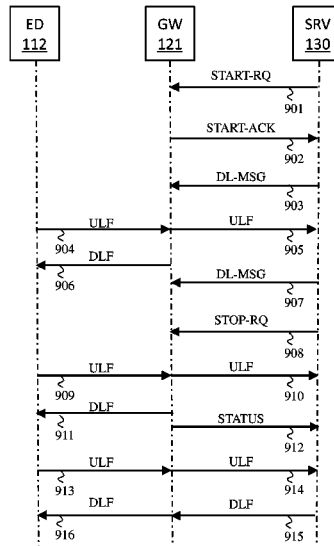 ED GW SRV
112 121 130
START-RQ
901
START-ACK
902
DL-MSG
903
ULF ULF
904 905
DLF
906
DL-MSG
907
STOP-RQ
908
ULF ULF
909 910
DLF
911
STATUS
912
ULF ULF
913 914
DLF DLF
916 915